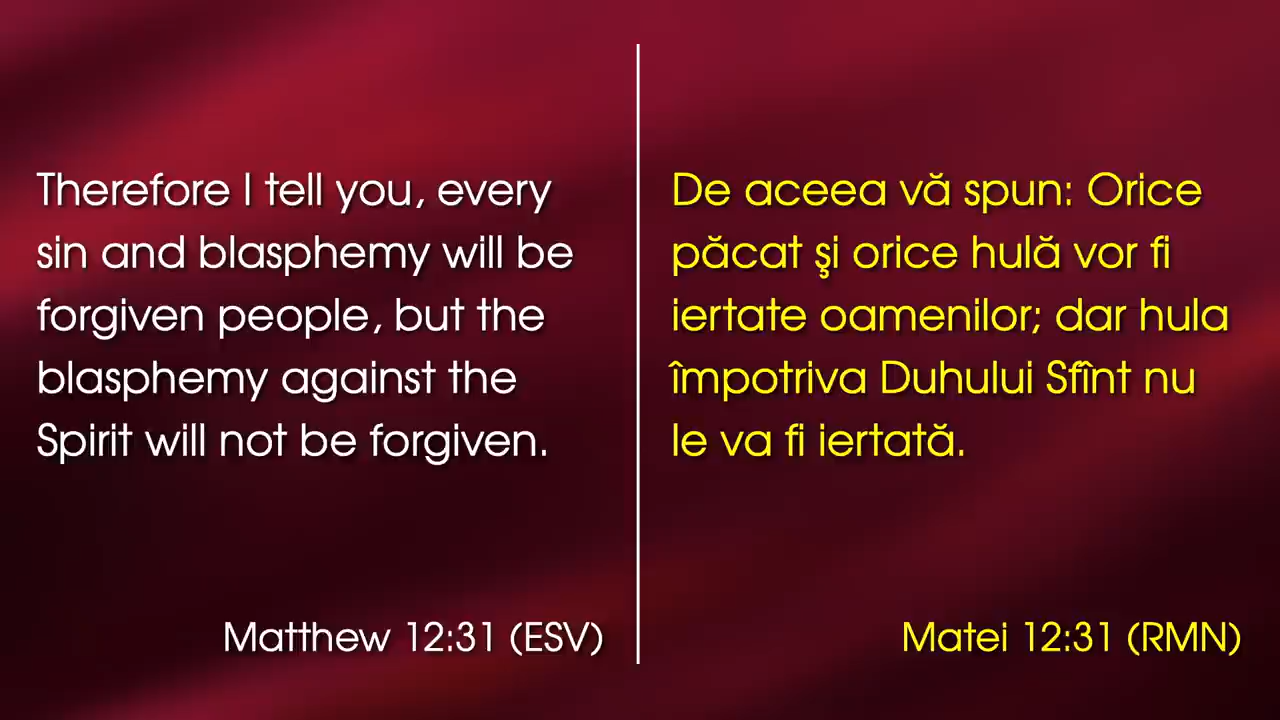 Therefore I tell you, every
sin and blasphemy will be
forgiven people, but the
blasphemy against the
Spirit will not be forgiven.
Matthew 12:31 (ESV)
De aceea vă spun: Orice
păcat şi orice hulă vor fi
iertate oamenilor; dar hula
împotriva Duhului Sfînt nu
le va fi iertată.
Matei 12:31 (RMN)